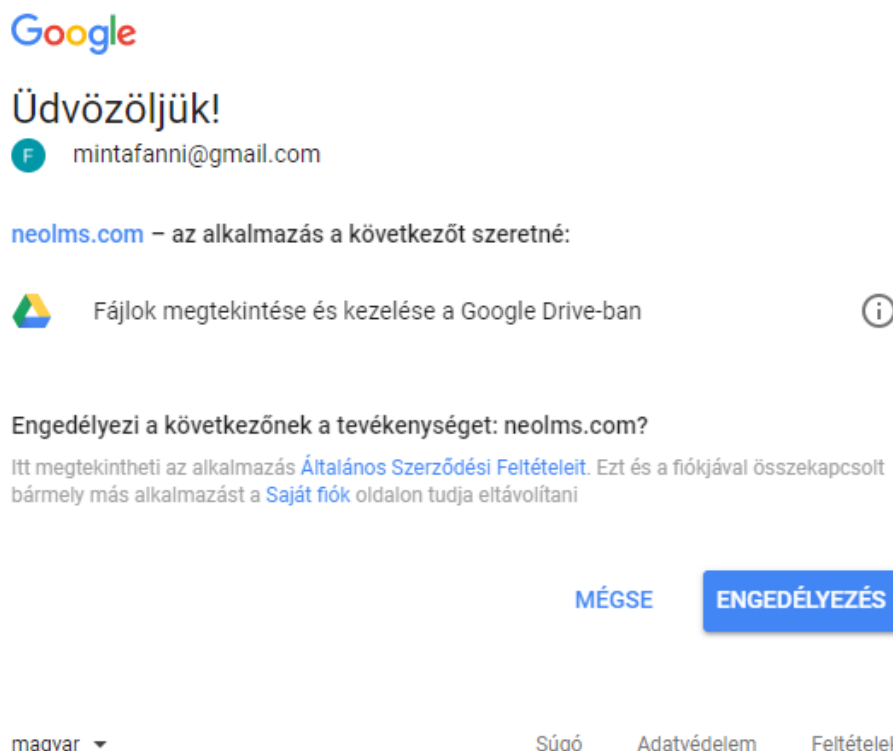 Google
Üdvözöljük!
F mintafanni@gmail.com
neolms.com – az alkalmazás a következőt szeretné:
Fájlok megtekintése és kezelése a Google Drive-ban
Engedélyezi a következőnek a tevékenységet: neolms.com?
Itt megtekintheti az alkalmazás Általános Szerződési Feltételeit. Ezt és a fiókjával összekapcsolt
bármely más alkalmazást a Saját fiók oldalon tudja eltávolítani
MÉGSE ENGEDÉLYEZÉS
magyar Súgó Adatvédelem Feltételek